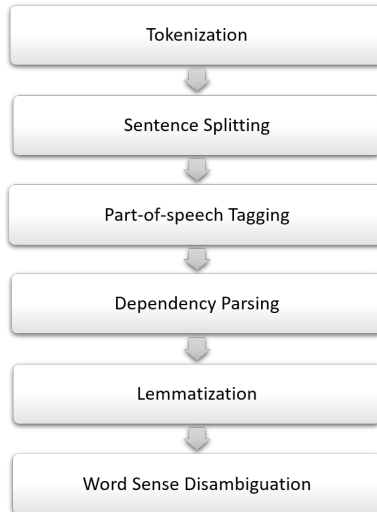 Tokenization
Sentence Splitting
Part-of-speech Tagging
Dependency Parsing
Lemmatization
Word Sense Disambiguation